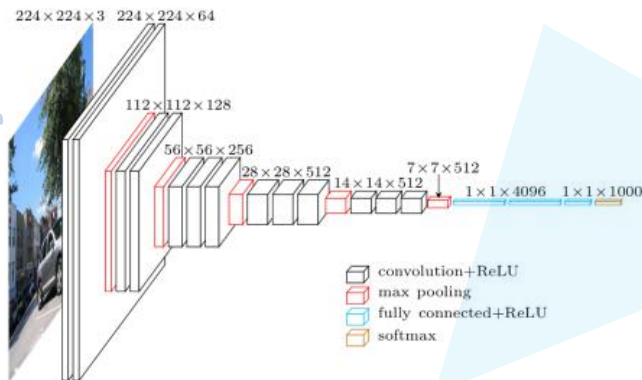 224×224×3 224×224×64
112×112×128
56×56×256
28×28×512
14×14×512
7×7×512
1×1×4096 1×1×1000
convolution+ReLU
max pooling
fully connected+ReLU
softmax